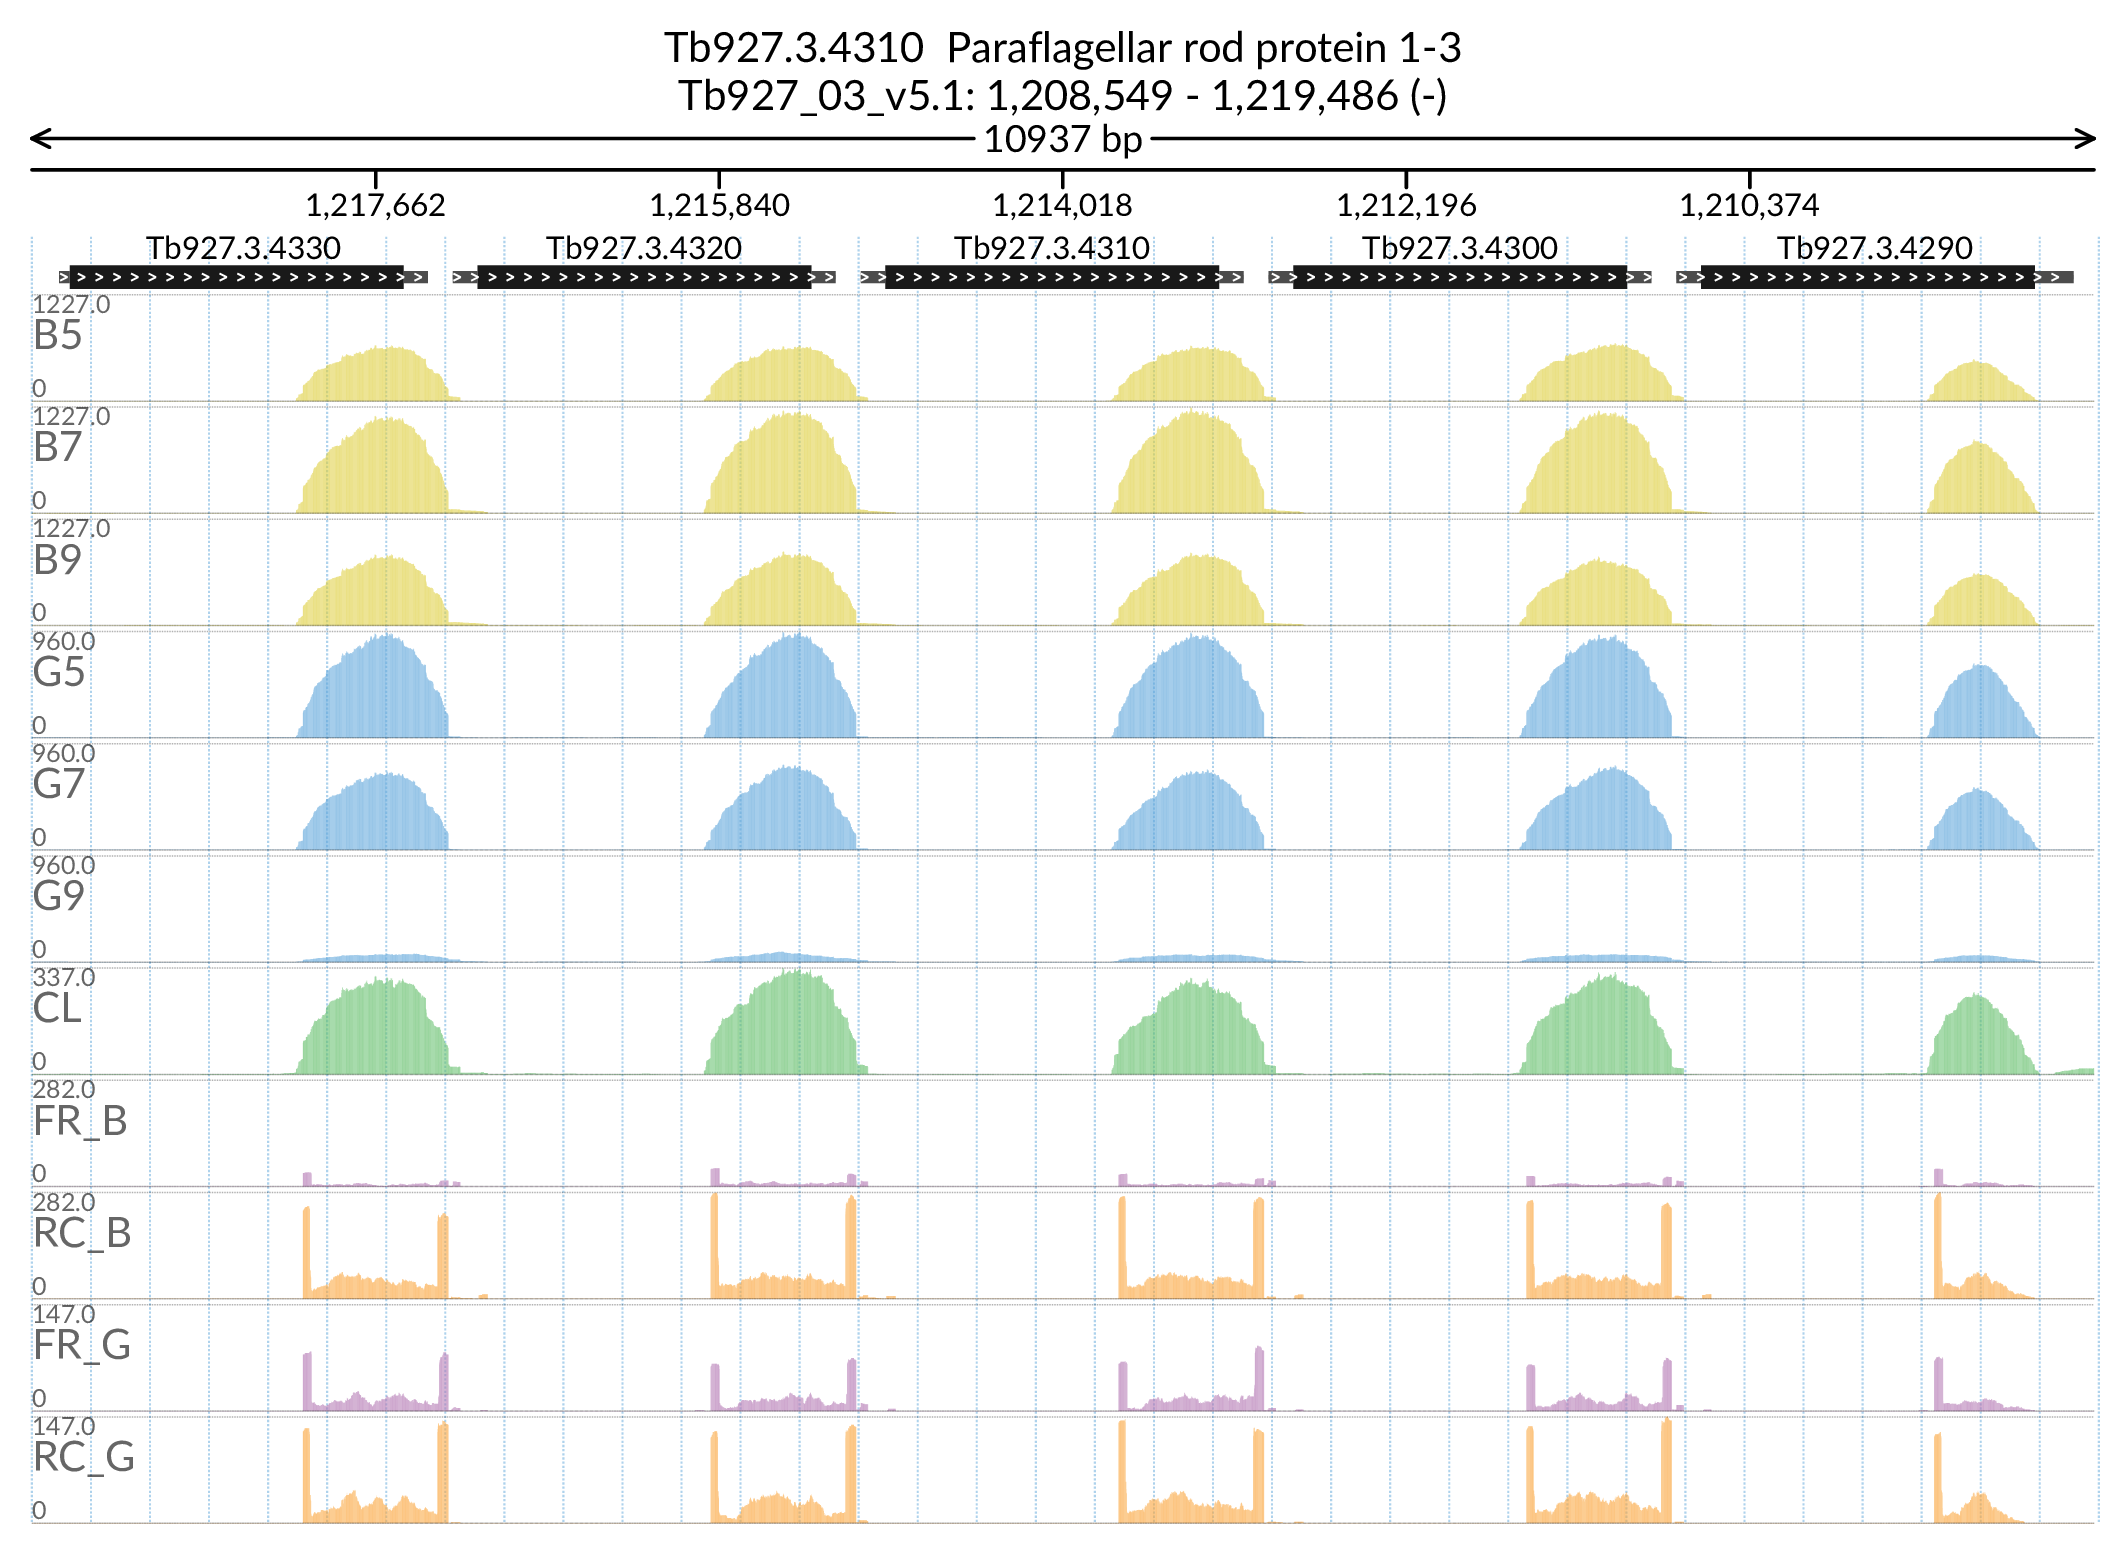 Tb927.3.4310 Paraflagellar rod protein 1-3
Tb927_03_v5.1: 1,208,549 - 1,219,486 (-)
10937 bp
1,217,662 1,215,840 1,214,018 1,212,196 1,210,374
Tb927.3.4330 Tb927.3.4320 Tb927.3.4310 Tb927.3.4300 Tb927.3.4290
1227.0
B5
0
1227.0
B7
0
1227.0
B9
0
960.0
G5
0
960.0
G7
0
960.0
G9
0
337.0
CL
0
282.0
FR_B
0
282.0
RC_B
0
147.0
FR_G
0
147.0
RC_G
0